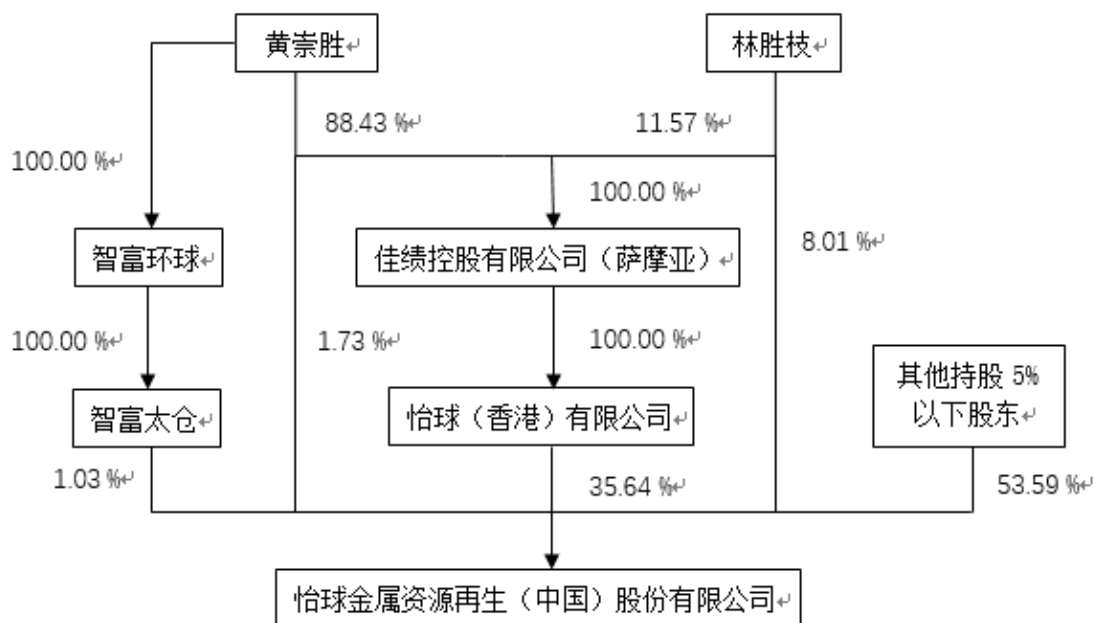 黄崇胜↵
林胜枝↵
88.43 %↵
11.57 %↵
100.00 %↵
100.00 %↵
智富环球↵
佳绩控股有限公司（萨摩亚）↵
8.01 %↵
100.00 %↵
1.73 %↵
100.00 %↵
其他持股 5%
以下股东↵
智富太仓↵
怡球（香港）有限公司↵
1.03 %↵
35.64 %↵
53.59 %↵
怡球金属资源再生（中国）股份有限公司↵